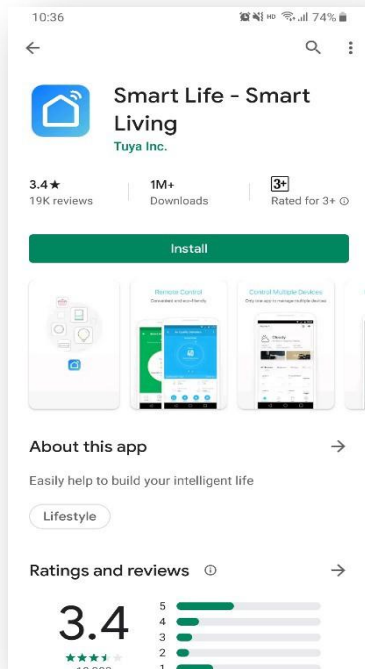 10:36
HD
74%
Smart Life - Smart
Living
Tuya Inc.
3.4★
19K reviews
1M+
Downloads
3+
Rated for 3+
Install
Remote Control
Control Multiple Devices
About this app
Easily help to build your intelligent life
Lifestyle
Ratings and reviews
3.4
5
4
3
2
1